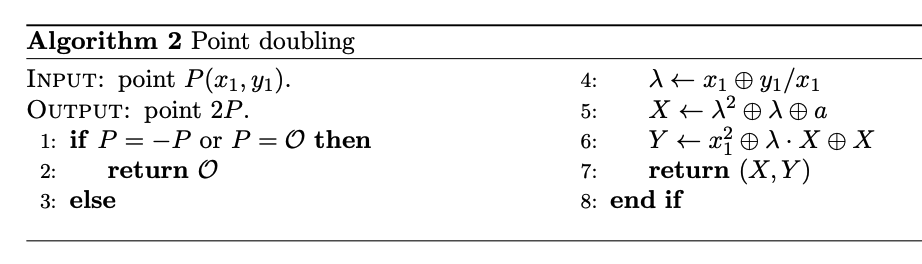 Algorithm 2 Point doubling
INPUT: point P(x₁, y₁).
OUTPUT: point 2P.
1: if P = −P or P = 𝒪 then
2: return 𝒪
3: else
4: λ ← x₁ ⊕ y₁/x₁
5: X ← λ² ⊕ λ ⊕ a
6: Y ← x₁² ⊕ λ · X ⊕ X
7: return (X, Y)
8: end if